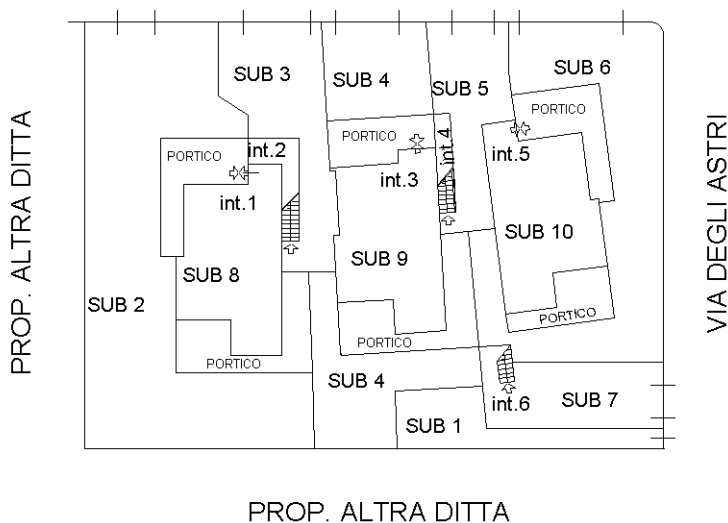 SUB 3
SUB 4
SUB 5
SUB 6
PORTICO
PORTICO
PORTICO
int.2
int.4
int.5
int.1
int.3
SUB 10
SUB 8
SUB 9
SUB 2
PORTICO
PORTICO
PORTICO
SUB 4
int.6
SUB 7
SUB 1
PROP. ALTRA DITTA
VIA DEGLI ASTRI
PROP. ALTRA DITTA